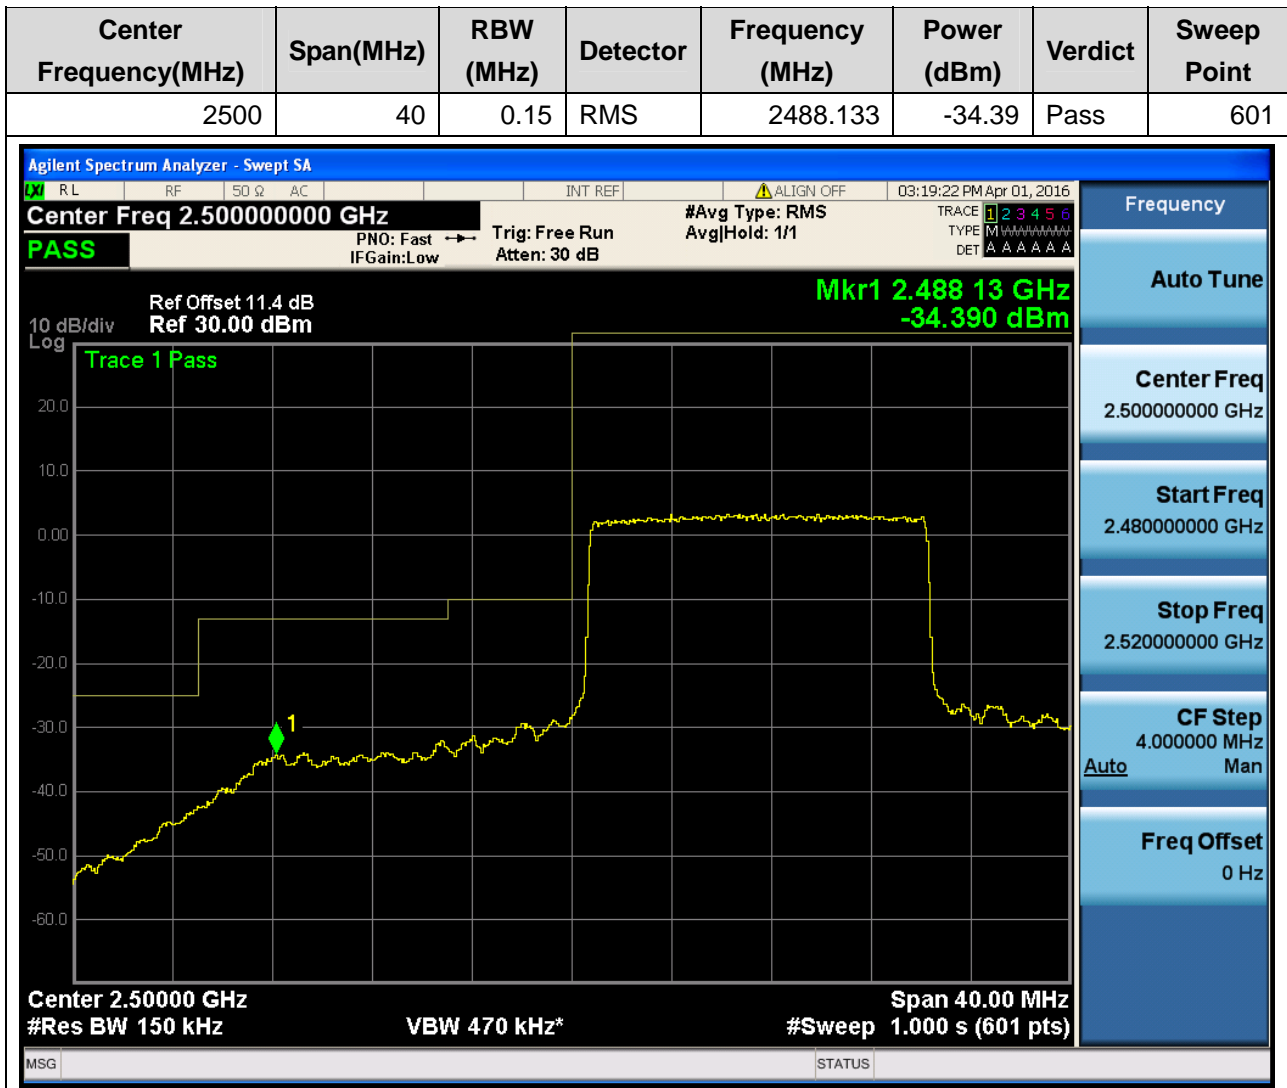 Center Frequency(MHz) Span(MHz) RBW (MHz) Detector Frequency (MHz) Power (dBm) Verdict Sweep Point
2500 40 0.15 RMS 2488.133 -34.39 Pass 601
Agilent Spectrum Analyzer - Swept SA
LXI RL RF 50 Ω AC INT REF ALIGN OFF 03:19:22 PM Apr 01, 2016
Center Freq 2.500000000 GHz
PASS
PNO: Fast
IFGain:Low
Trig: Free Run
Atten: 30 dB
#Avg Type: RMS
Avg|Hold: 1/1
TRACE 1 2 3 4 5 6
TYPE M
DET A A A A A A
Mkr1 2.488 13 GHz
-34.390 dBm
Ref Offset 11.4 dB
10 dB/div Ref 30.00 dBm
Log
Trace 1 Pass
20.0
10.0
0.00
-10.0
-20.0
-30.0
-40.0
-50.0
-60.0
1
Center 2.50000 GHz Span 40.00 MHz
#Res BW 150 kHz VBW 470 kHz* #Sweep 1.000 s (601 pts)
MSG STATUS
Frequency
Auto Tune
Center Freq
2.500000000 GHz
Start Freq
2.480000000 GHz
Stop Freq
2.520000000 GHz
CF Step
4.000000 MHz
Auto Man
Freq Offset
0 Hz